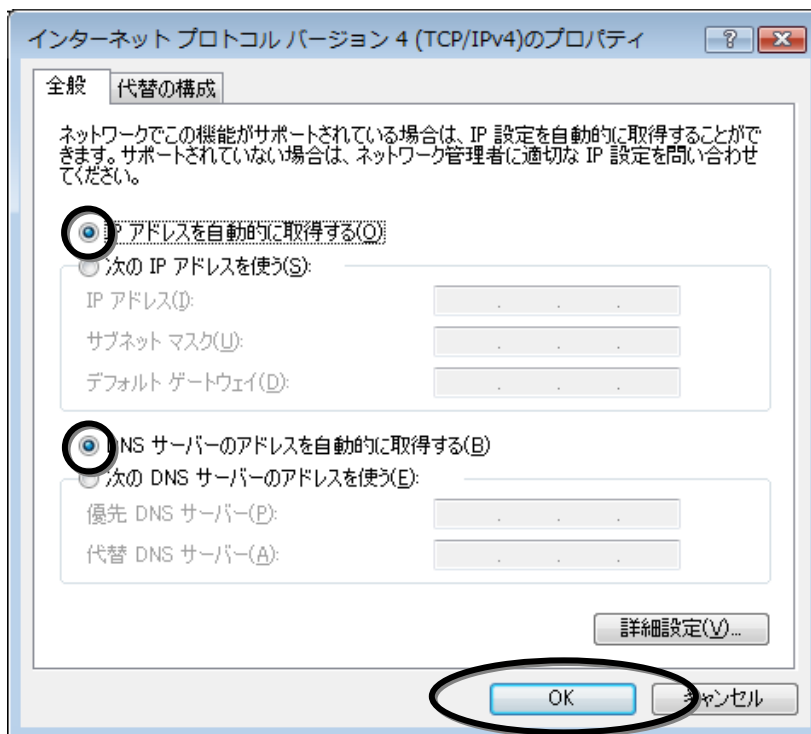 インターネット プロトコル バージョン 4 (TCP/IPv4)のプロパティ
全般
代替の構成
ネットワークでこの機能がサポートされている場合は、IP 設定を自動的に取得することがで
きます。サポートされていない場合は、ネットワーク管理者に適切な IP 設定を問い合わせ
てください。
IP アドレスを自動的に取得する(O)
次の IP アドレスを使う(S):
IP アドレス(I):
サブネット マスク(U):
デフォルト ゲートウェイ(D):
DNS サーバーのアドレスを自動的に取得する(B)
次の DNS サーバーのアドレスを使う(E):
優先 DNS サーバー(P):
代替 DNS サーバー(A):
詳細設定(V)...
OK
キャンセル